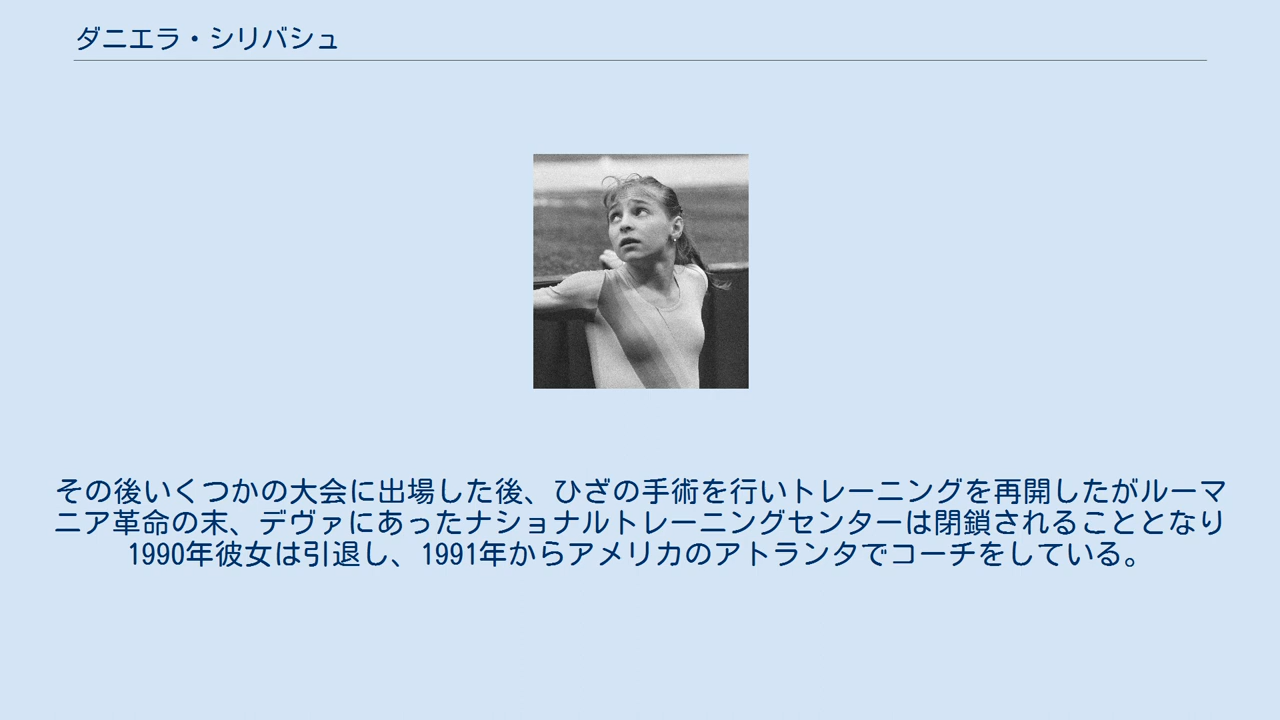 ダニエラ・シリバシュ
その後いくつかの大会に出場した後、ひざの手術を行いトレーニングを再開したがルーマ
ニア革命の末、デヴァにあったナショナルトレーニングセンターは閉鎖されることとなり
1990年彼女は引退し、1991年からアメリカのアトランタでコーチをしている。